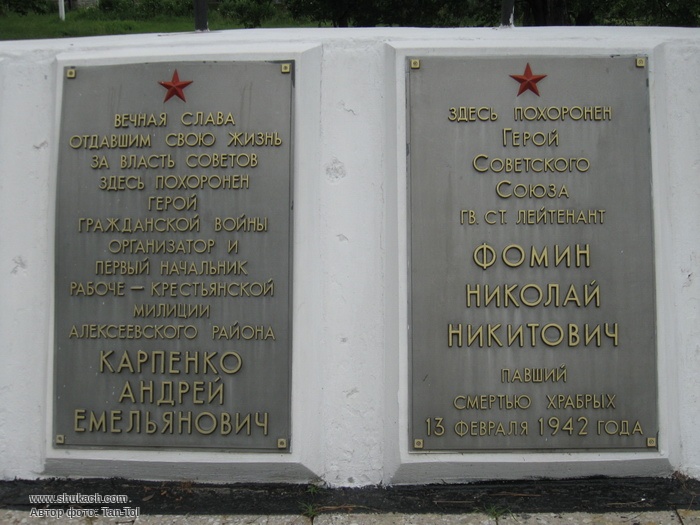 ВЕЧНАЯ СЛАВА
ОТДАВШИМ СВОЮ ЖИЗНЬ
ЗА ВЛАСТЬ СОВЕТОВ
ЗДЕСЬ ПОХОРОНЕН
ГЕРОЙ
ГРАЖДАНСКОЙ ВОЙНЫ
ОРГАНИЗАТОР И
ПЕРВЫЙ НАЧАЛЬНИК
РАБОЧЕ — КРЕСТЬЯНСКОЙ
МИЛИЦИИ
АЛЕКСЕЕВСКОГО РАЙОНА
КАРПЕНКО
АНДРЕЙ
ЕМЕЛЬЯНОВИЧ
ЗДЕСЬ ПОХОРОНЕН
ГЕРОЙ
СОВЕТСКОГО
СОЮЗА
ГВ. СТ. ЛЕЙТЕНАНТ
ФОМИН
НИКОЛАЙ
НИКИТОВИЧ
ПАВШИЙ
СМЕРТЬЮ ХРАБРЫХ
13 ФЕВРАЛЯ 1942 ГОДА
www.shukach.com
Автор фото: Tan-Tol